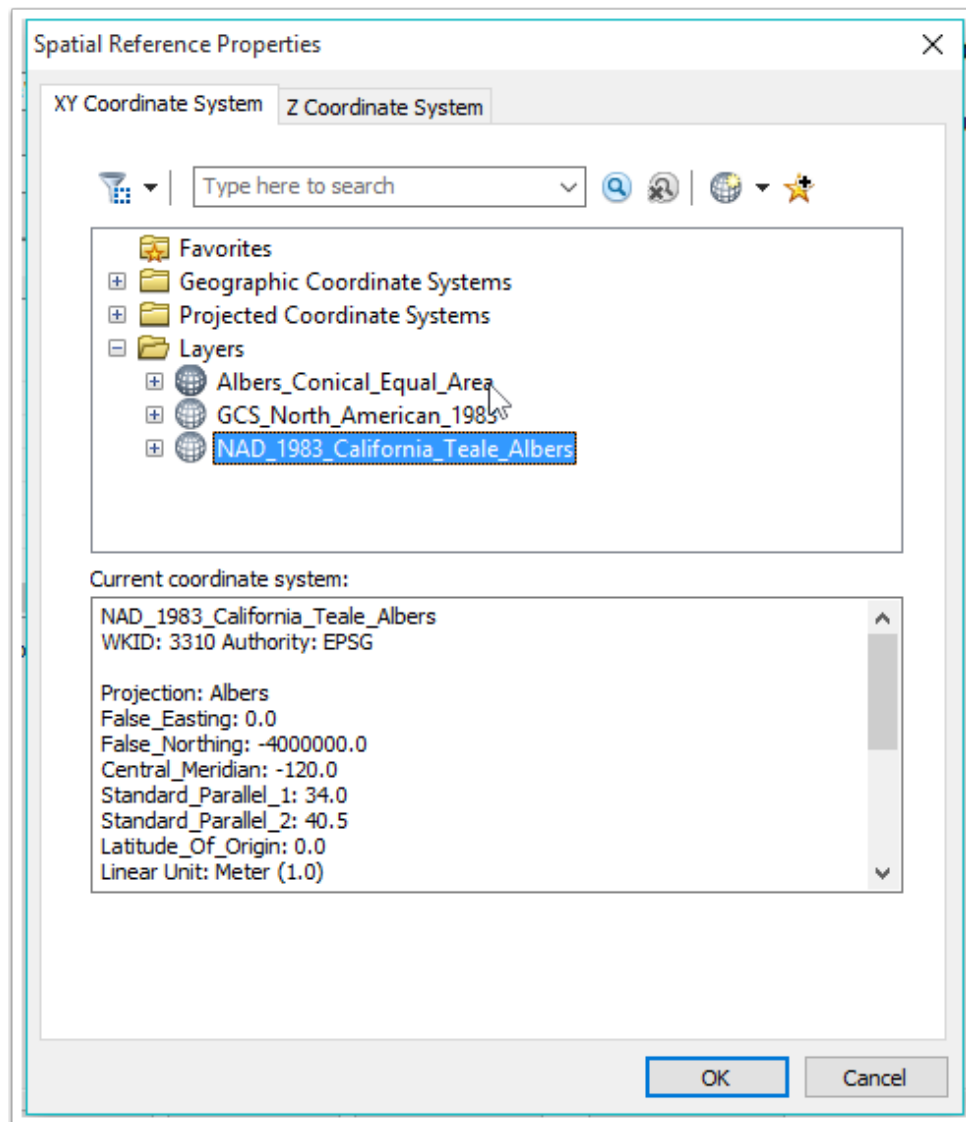 Spatial Reference Properties
XY Coordinate System
Z Coordinate System
Type here to search
Favorites
Geographic Coordinate Systems
Projected Coordinate Systems
Layers
Albers_Conical_Equal_Area
GCS_North_American_1983
NAD_1983_California_Teale_Albers
Current coordinate system:
NAD_1983_California_Teale_Albers
WKID: 3310 Authority: EPSG
Projection: Albers
False_Easting: 0.0
False_Northing: -4000000.0
Central_Meridian: -120.0
Standard_Parallel_1: 34.0
Standard_Parallel_2: 40.5
Latitude_Of_Origin: 0.0
Linear Unit: Meter (1.0)
OK
Cancel